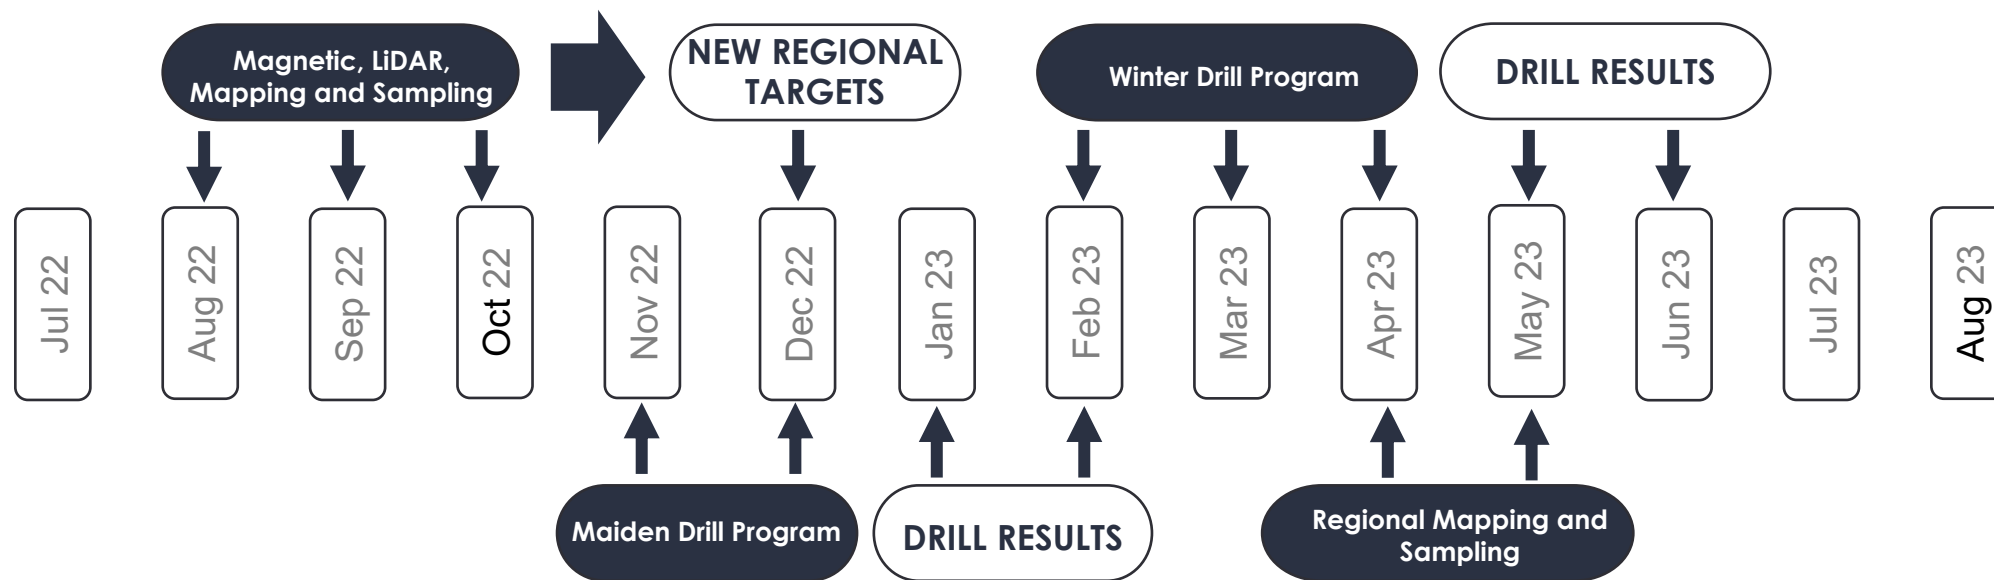 Magnetic, LiDAR,
Mapping and Sampling
NEW REGIONAL
TARGETS
Winter Drill Program
DRILL RESULTS
Jul 22
Aug 22
Sep 22
Oct 22
Nov 22
Dec 22
Jan 23
Feb 23
Mar 23
Apr 23
May 23
Jun 23
Jul 23
Aug 23
Maiden Drill Program
DRILL RESULTS
Regional Mapping and
Sampling